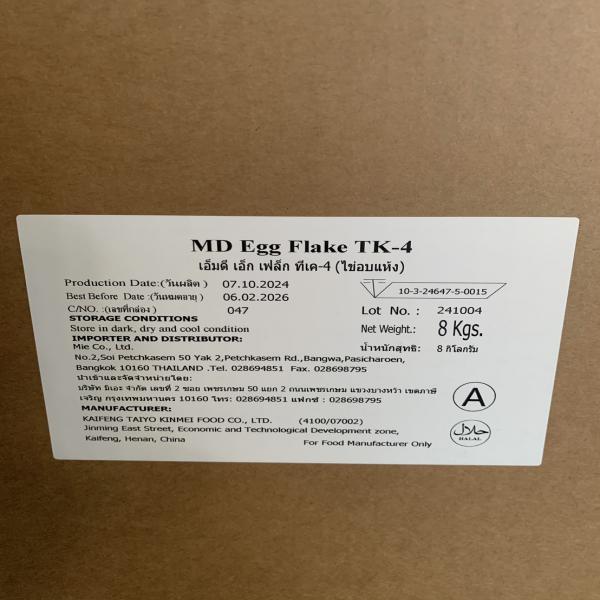 MD Egg Flake TK-4
เอ็มดี เอ็ก เฟล็ก ทีเค-4 (ไข่อบแห้ง)
Production Date:(วันผลิต) 07.10.2024
10-3-24647-5-0015
Best Before Date :(วันหมดอายุ) 06.02.2026
C/NO. :(เลขที่กล่อง) 047
Lot No. : 241004
STORAGE CONDITIONS
Store in dark, dry and cool condition
Net Weight.: 8 Kgs.
IMPORTER AND DISTRIBUTOR:
Mie Co., Ltd.
น้ำหนักสุทธิ: 8 กิโลกรัม
No.2,Soi Petchkasem 50 Yak 2,Petchkasem Rd.,Bangwa,Pasicharoen,
Bangkok 10160 THAILAND .Tel. 028694851 Fax. 028698795
นำเข้าและจัดจำหน่ายโดย:
บริษัท มิเอะ จำกัด เลขที่ 2 ซอย เพชรเกษม 50 แยก 2 ถนนเพชรเกษม แขวงบางหว้า เขตภาษี
เจริญ กรุงเทพมหานคร 10160 โทร: 028694851 แฟกซ์ : 028698795
A
MANUFACTURER:
KAIFENG TAIYO KINMEI FOOD CO., LTD. (4100/07002)
Jinming East Street, Economic and Technological Development zone,
Kaifeng, Henan, China
For Food Manufacturer Only
حلال
HALAL